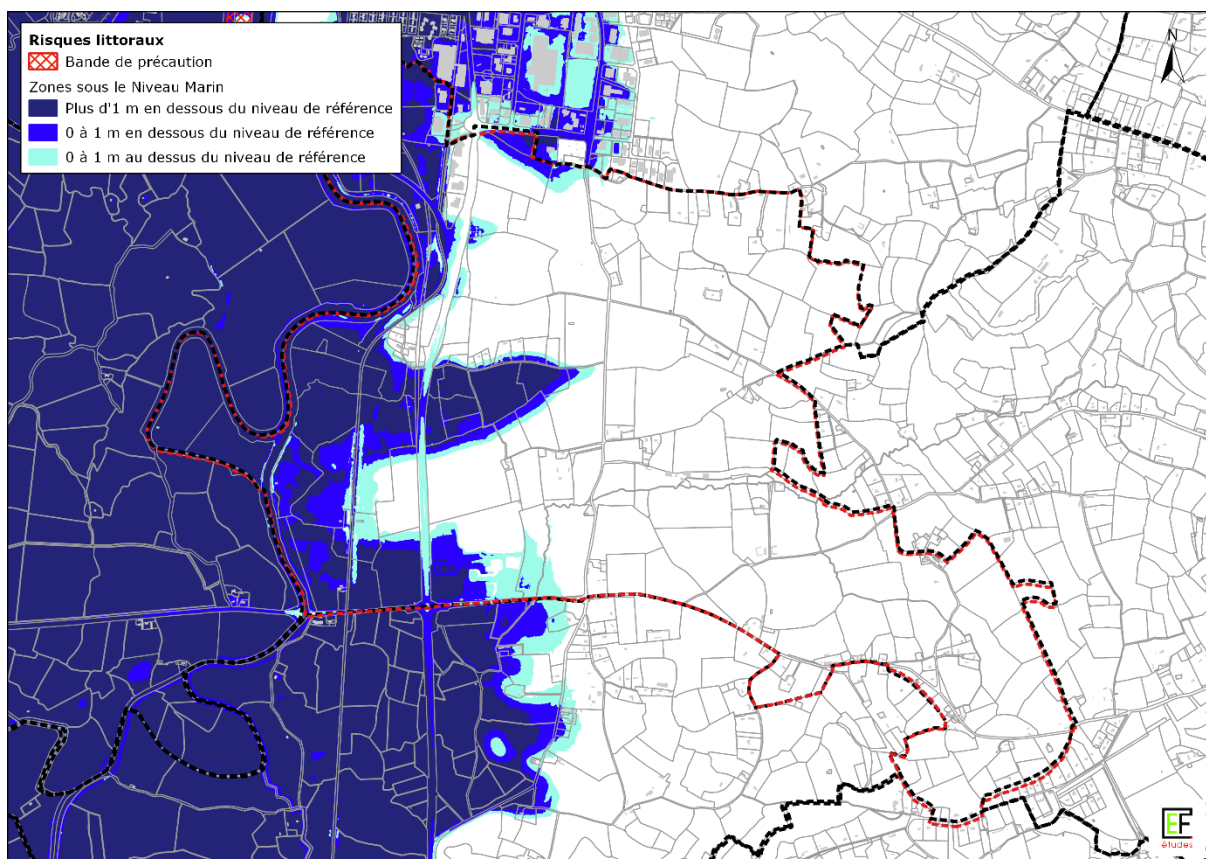 Risques littoraux
Bande de précaution
Zones sous le Niveau Marin
Plus d'1 m en dessous du niveau de référence
0 à 1 m en dessous du niveau de référence
0 à 1 m au dessus du niveau de référence
N
EF
études